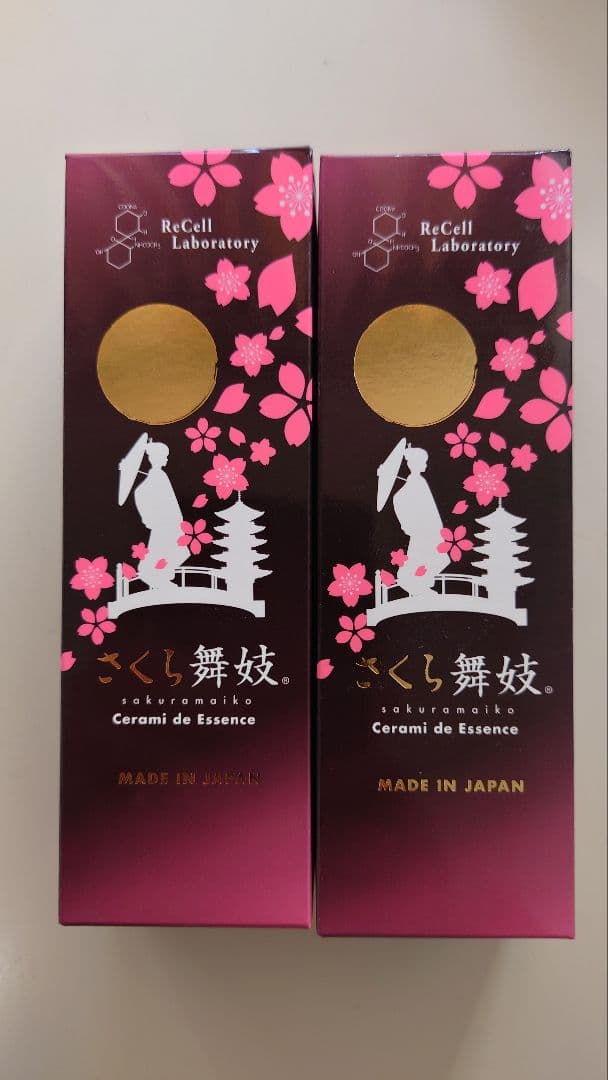 ReCell
Laboratory
さくら舞妓®
sakuramaiko
Cerami de Essence
MADE IN JAPAN
ReCell
Laboratory
さくら舞妓®
sakuramaiko
Cerami de Essence
MADE IN JAPAN